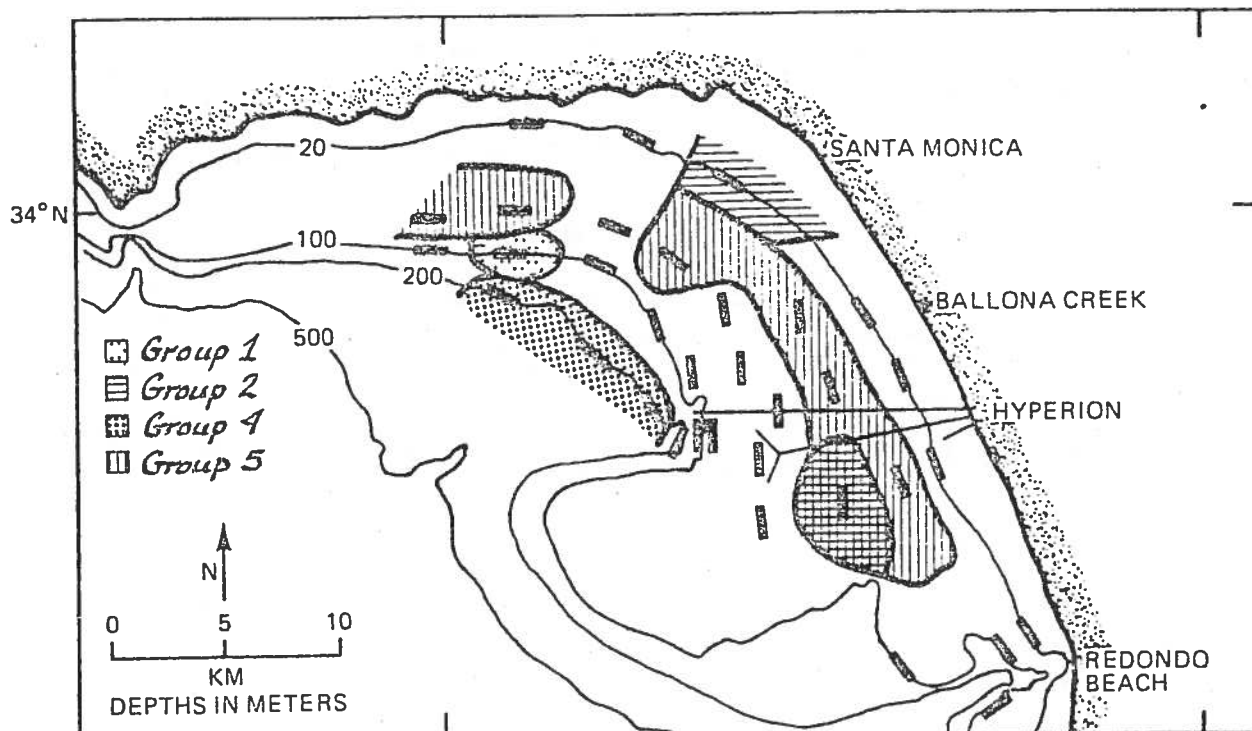 SANTA MONICA
20
34° N
100
200
BALLONA CREEK
500
Group 1
Group 2
HYPERION
Group 4
Group 5
N
0 5 10
KM
DEPTHS IN METERS
REDONDO
BEACH